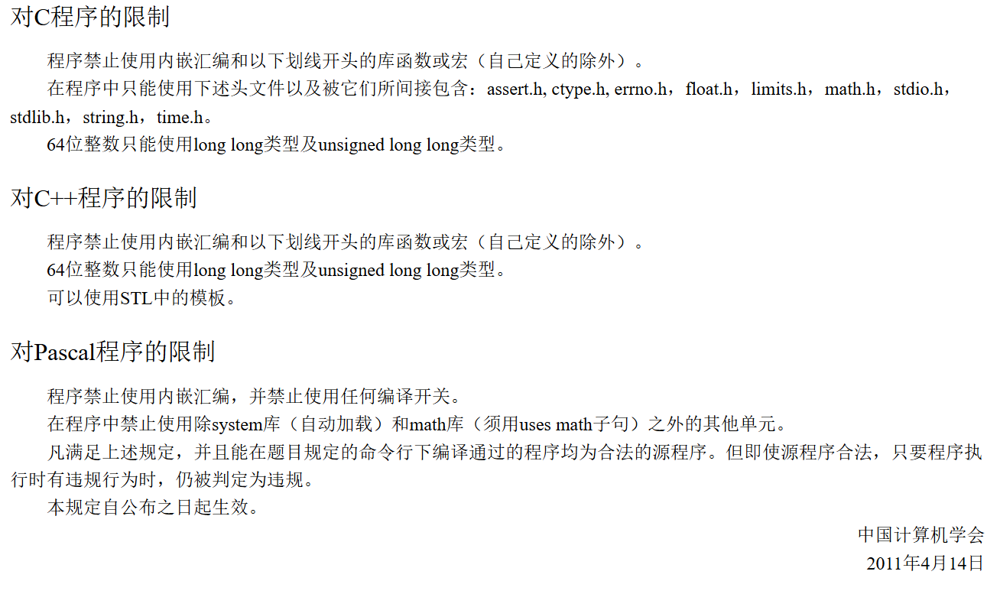 对C程序的限制
程序禁止使用内嵌汇编和以下划线开头的库函数或宏（自己定义的除外）。
在程序中只能使用下述头文件以及被它们所间接包含：assert.h, ctype.h, errno.h，float.h，limits.h，math.h，stdio.h，
stdlib.h，string.h，time.h。
64位整数只能使用long long类型及unsigned long long类型。
对C++程序的限制
程序禁止使用内嵌汇编和以下划线开头的库函数或宏（自己定义的除外）。
64位整数只能使用long long类型及unsigned long long类型。
可以使用STL中的模板。
对Pascal程序的限制
程序禁止使用内嵌汇编，并禁止使用任何编译开关。
在程序中禁止使用除system库（自动加载）和math库（须用uses math子句）之外的其他单元。
凡满足上述规定，并且能在题目规定的命令行下编译通过的程序均为合法的源程序。但即使源程序合法，只要程序执
行时有违规行为时，仍被判定为违规。
本规定自公布之日起生效。
中国计算机学会
2011年4月14日